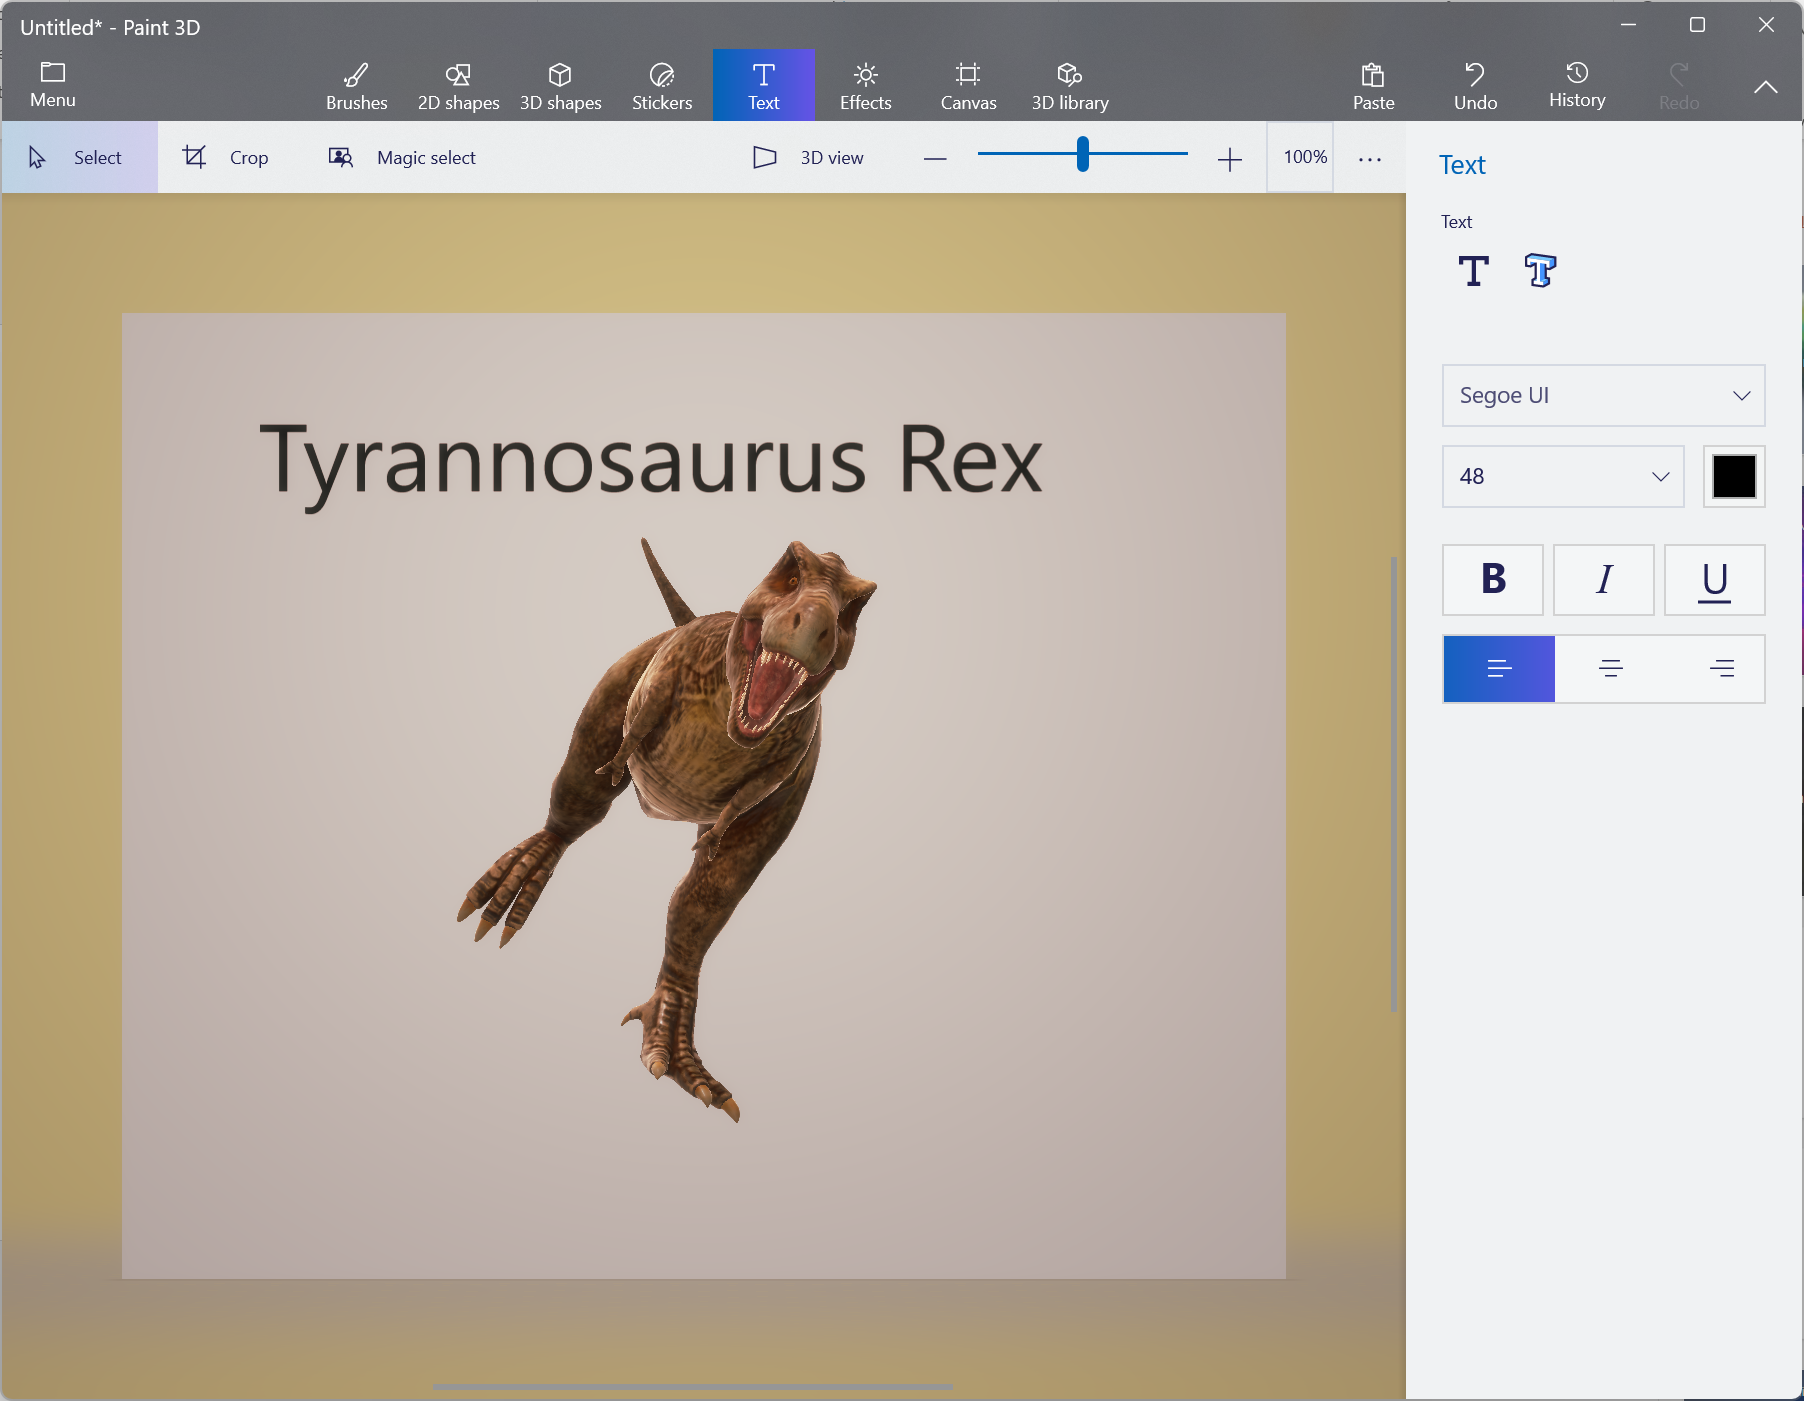 Untitled* - Paint 3D
Menu
Brushes
2D shapes
3D shapes
Stickers
Text
Effects
Canvas
3D library
Paste
Undo
History
Redo
Select
Crop
Magic select
3D view
100%
Text
Text
T T
Segoe UI
48
B I U
Tyrannosaurus Rex